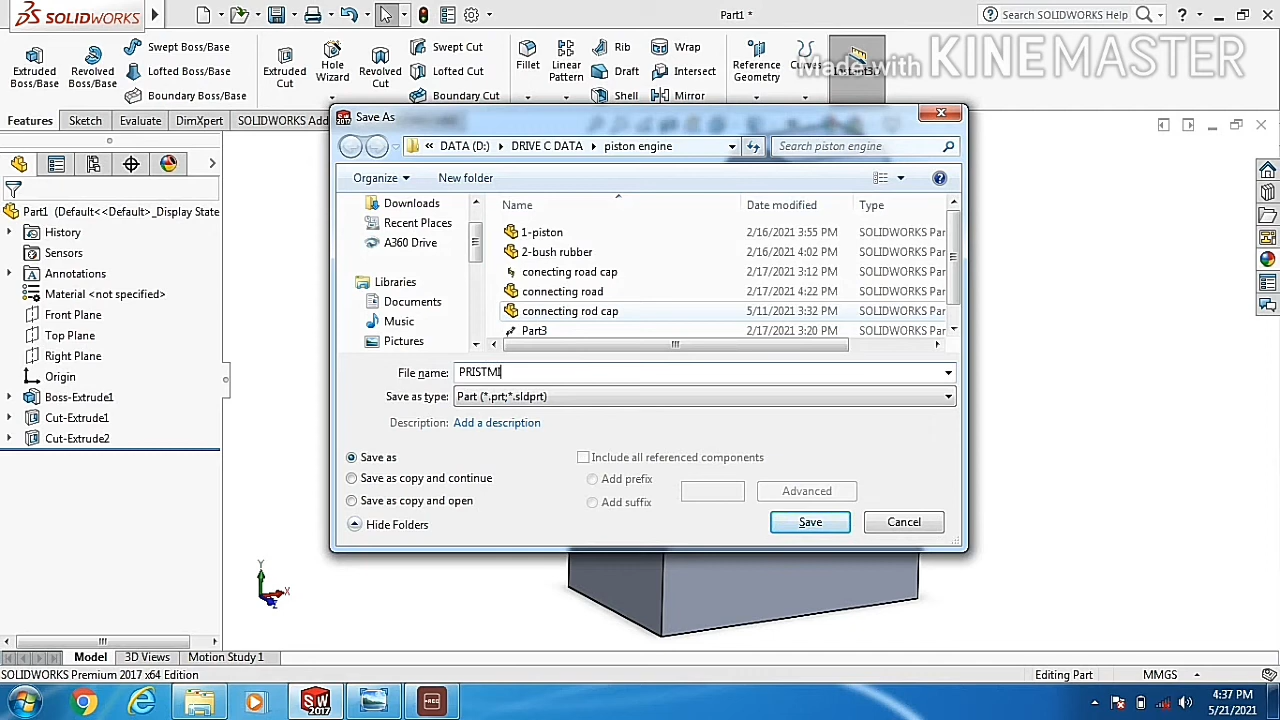 SOLIDWORKS
Part1 *
Search SOLIDWORKS Help
Extruded Boss/Base
Revolved Boss/Base
Swept Boss/Base
Lofted Boss/Base
Boundary Boss/Base
Extruded Cut
Hole Wizard
Revolved Cut
Swept Cut
Lofted Cut
Boundary Cut
Fillet
Linear Pattern
Rib
Draft
Shell
Wrap
Intersect
Mirror
Reference Geometry
Made with KINEMASTER
Features
Sketch
Evaluate
DimXpert
SOLIDWORKS Add
Save As
DATA (D:)
DRIVE C DATA
piston engine
Search piston engine
Organize
New folder
Downloads
Recent Places
A360 Drive
Libraries
Documents
Music
Pictures
Name
Date modified
Type
1-piston 2/16/2021 3:55 PM SOLIDWORKS Par
2-bush rubber 2/16/2021 4:02 PM SOLIDWORKS Par
conecting road cap 2/17/2021 3:12 PM SOLIDWORKS Par
connecting road 2/17/2021 4:22 PM SOLIDWORKS Par
connecting rod cap 5/11/2021 3:32 PM SOLIDWORKS Par
Part3 2/17/2021 3:20 PM SOLIDWORKS Par
File name: PRISTMI
Save as type: Part (*.prt;*.sldprt)
Description: Add a description
Save as
Save as copy and continue
Save as copy and open
Include all referenced components
Add prefix
Add suffix
Advanced
Hide Folders
Save
Cancel
Part1 (Default<<Default>_Display State
History
Sensors
Annotations
Material <not specified>
Front Plane
Top Plane
Right Plane
Origin
Boss-Extrude1
Cut-Extrude1
Cut-Extrude2
Y
X
Z
Model
3D Views
Motion Study 1
SOLIDWORKS Premium 2017 x64 Edition
Editing Part
MMGS
4:37 PM
5/21/2021